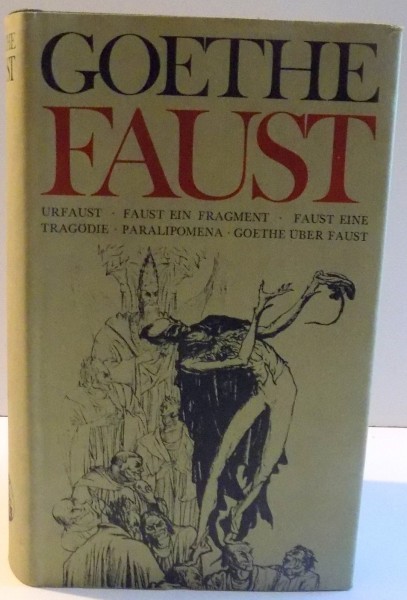 GOETHE
FAUST
URFAUST · FAUST EIN FRAGMENT · FAUST EINE
TRAGÖDIE · PARALIPOMENA · GOETHE ÜBER FAUST